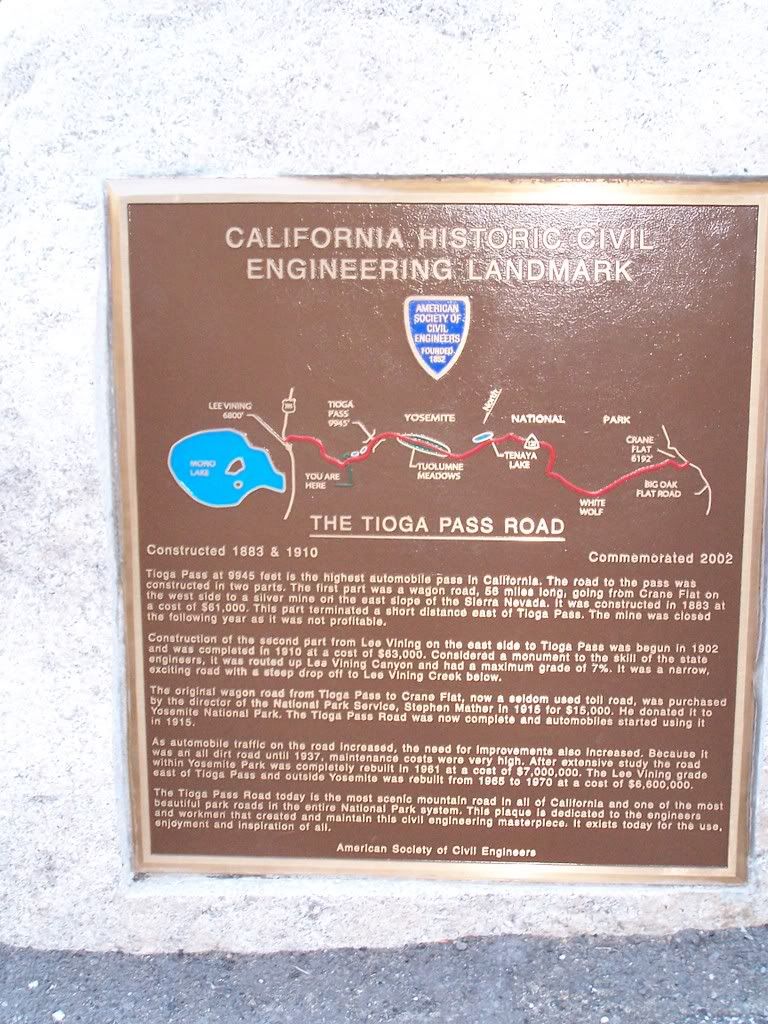 CALIFORNIA HISTORIC CIVIL
ENGINEERING LANDMARK
AMERICAN
SOCIETY OF
CIVIL
ENGINEERS
FOUNDED
1852
LEE VINING
6800'
395
TIOGA
PASS
9945'
YOSEMITE
North
NATIONAL
PARK
CRANE
FLAT
6192'
MONO
LAKE
YOU ARE
HERE
TUOLUMNE
MEADOWS
TENAYA
LAKE
120
WHITE
WOLF
BIG OAK
FLAT ROAD
THE TIOGA PASS ROAD
Constructed 1883 & 1910
Commemorated 2002
Tioga Pass at 9945 feet is the highest automobile pass in California. The road to the pass was
constructed in two parts. The first part was a wagon road, 56 miles long, going from Crane Flat on
the west side to a silver mine on the east slope of the Sierra Nevada. It was constructed in 1883 at
a cost of $61,000. This part terminated a short distance east of Tioga Pass. The mine was closed
the following year as it was not profitable.
Construction of the second part from Lee Vining on the east side to Tioga Pass was begun in 1902
and was completed in 1910 at a cost of $63,000. Considered a monument to the skill of the state
engineers, it was routed up Lee Vining Canyon and had a maximum grade of 7%. It was a narrow,
exciting road with a steep drop off to Lee Vining Creek below.
The original wagon road from Tioga Pass to Crane Flat, now a seldom used toll road, was purchased
by the director of the National Park Service, Stephen Mather in 1915 for $15,000. He donated it to
Yosemite National Park. The Tioga Pass Road was now complete and automobiles started using it
in 1915.
As automobile traffic on the road increased, the need for improvements also increased. Because it
was an all dirt road until 1937, maintenance costs were very high. After extensive study the road
within Yosemite Park was completely rebuilt in 1961 at a cost of $7,000,000. The Lee Vining grade
east of Tioga Pass and outside Yosemite was rebuilt from 1965 to 1970 at a cost of $6,600,000.
The Tioga Pass Road today is the most scenic mountain road in all of California and one of the most
beautiful park roads in the entire National Park system. This plaque is dedicated to the engineers
and workmen that created and maintain this civil engineering masterpiece. It exists today for the use,
enjoyment and inspiration of all.
American Society of Civil Engineers